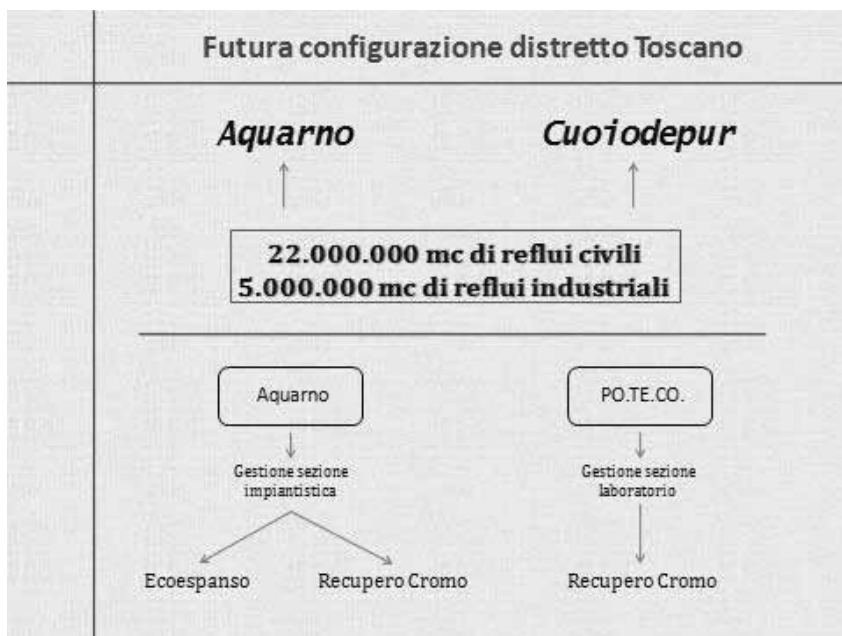 Futura configurazione distretto Toscano
Aquarno
Cuoiodepur
22.000.000 mc di reflui civili
5.000.000 mc di reflui industriali
Aquarno
PO.TE.CO.
Gestione sezione
impiantistica
Gestione sezione
laboratorio
Ecoespanso
Recupero Cromo
Recupero Cromo